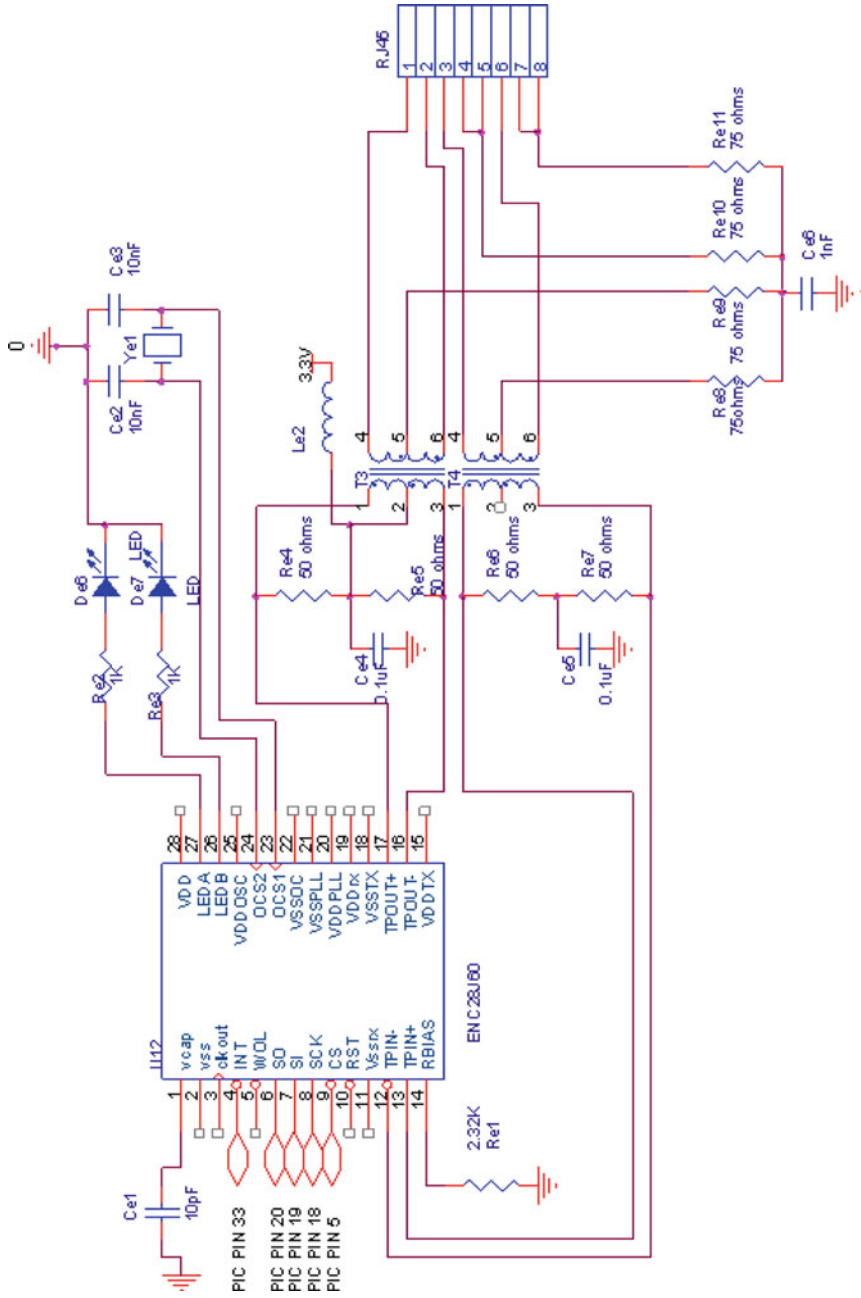 RJ45
1
2
3
4
5
6
7
8
Re11
75 ohms
Re10
75 ohms
Re9
75 ohms
Re8
75ohms
Ce6
1nF
0
Ce3
10nF
Ye1
Ce2
10nF
3.3V
Le2
T3
1
2
3
4
5
6
T4
1
2
3
4
5
6
LED
De6
De7
LED
Re2
1K
Re3
1K
Re4
50 ohms
Re5
50 ohms
Re6
50 ohms
Re7
50 ohms
Ce4
0.1uF
Ce5
0.1uF
28
27
26
25
24
23
22
21
20
19
18
17
16
15
VDD
LEDA
LEDB
VDDOSC
OCS2
OCS1
VSSOC
VSSPLL
VDDPLL
VDDrx
VSSTX
TPOUT+
TPOUT-
VDDTX
U12
ENC28J60
vcap
vss
clkout
INT
WOL
SO
SI
SCK
CS
RST
Vssrx
TPIN-
TPIN+
RBIAS
1
2
3
4
5
6
7
8
9
10
11
12
13
14
Ce1
10pF
2.32K
Re1
PIC PIN 33
PIC PIN 20
PIC PIN 19
PIC PIN 18
PIC PIN 5